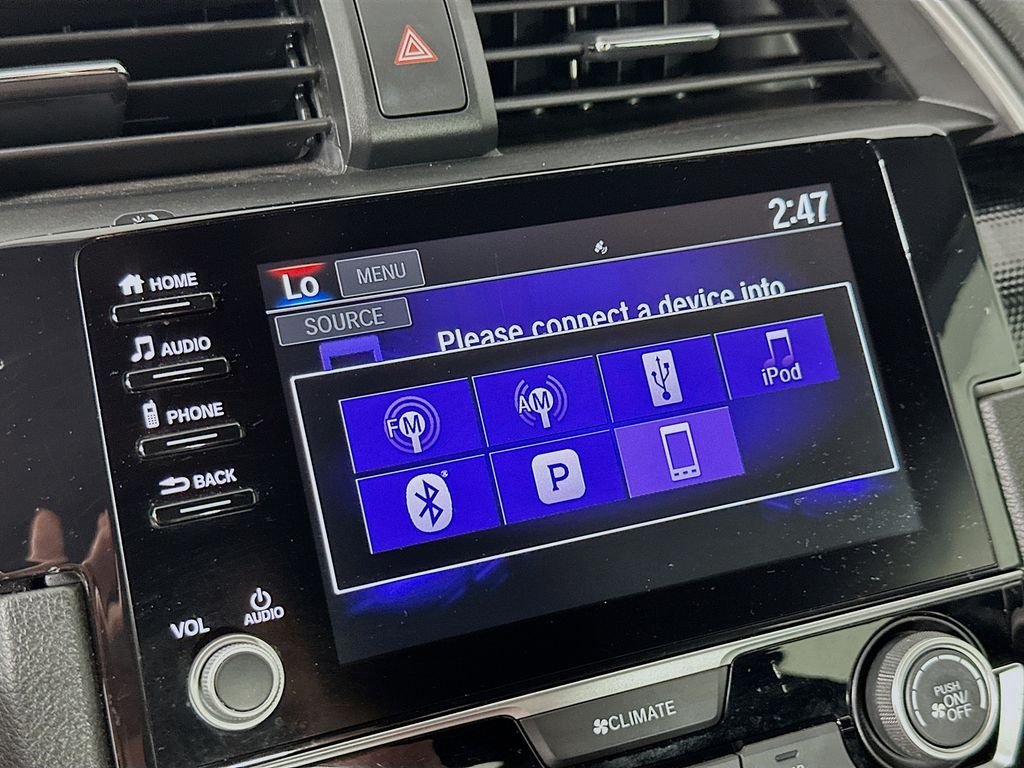 2:47
Lo
MENU
SOURCE
Please connect a device into
FM
AM
iPod
P
HOME
AUDIO
PHONE
BACK
VOL
AUDIO
CLIMATE
PUSH
ON/
OFF